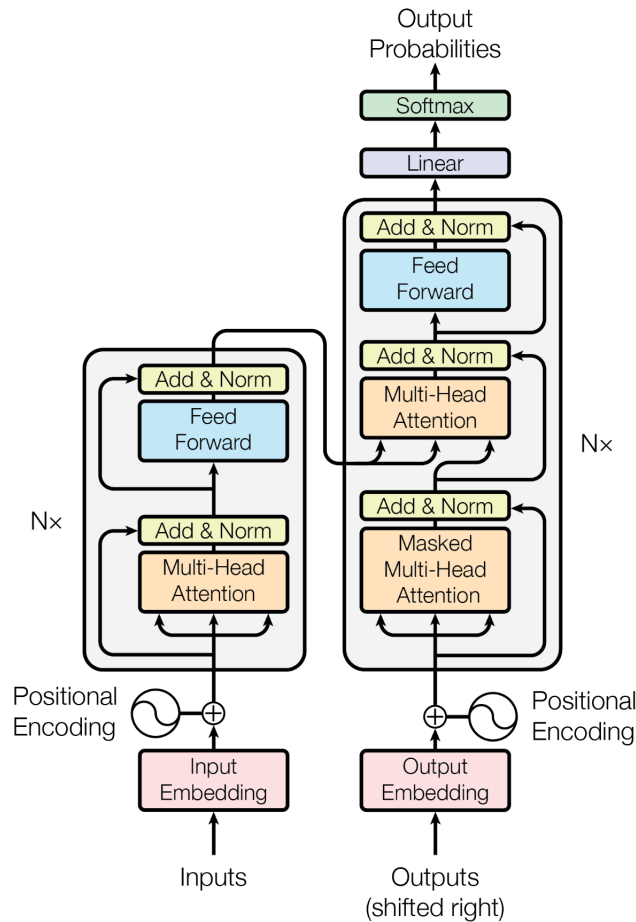 Output
Probabilities
Softmax
Linear
Add & Norm
Feed
Forward
Add & Norm
Multi-Head
Attention
Add & Norm
Masked
Multi-Head
Attention
N×
Positional
Encoding
Output
Embedding
Outputs
(shifted right)
Add & Norm
Feed
Forward
Add & Norm
Multi-Head
Attention
N×
Positional
Encoding
Input
Embedding
Inputs